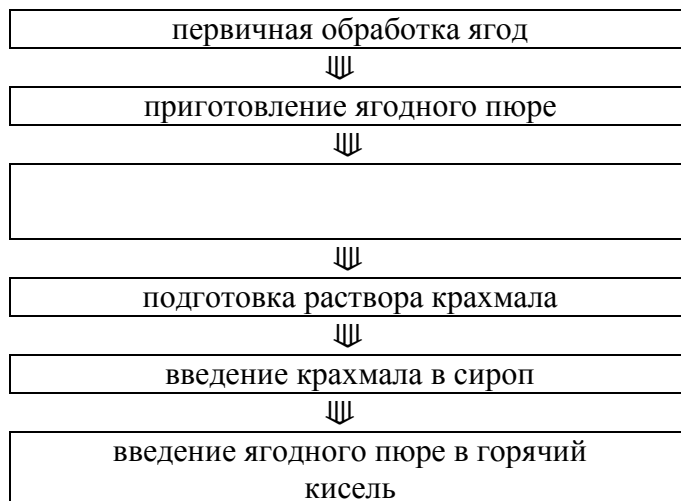 первичная обработка ягод
приготовление ягодного пюре
подготовка раствора крахмала
введение крахмала в сироп
введение ягодного пюре в горячий
кисель